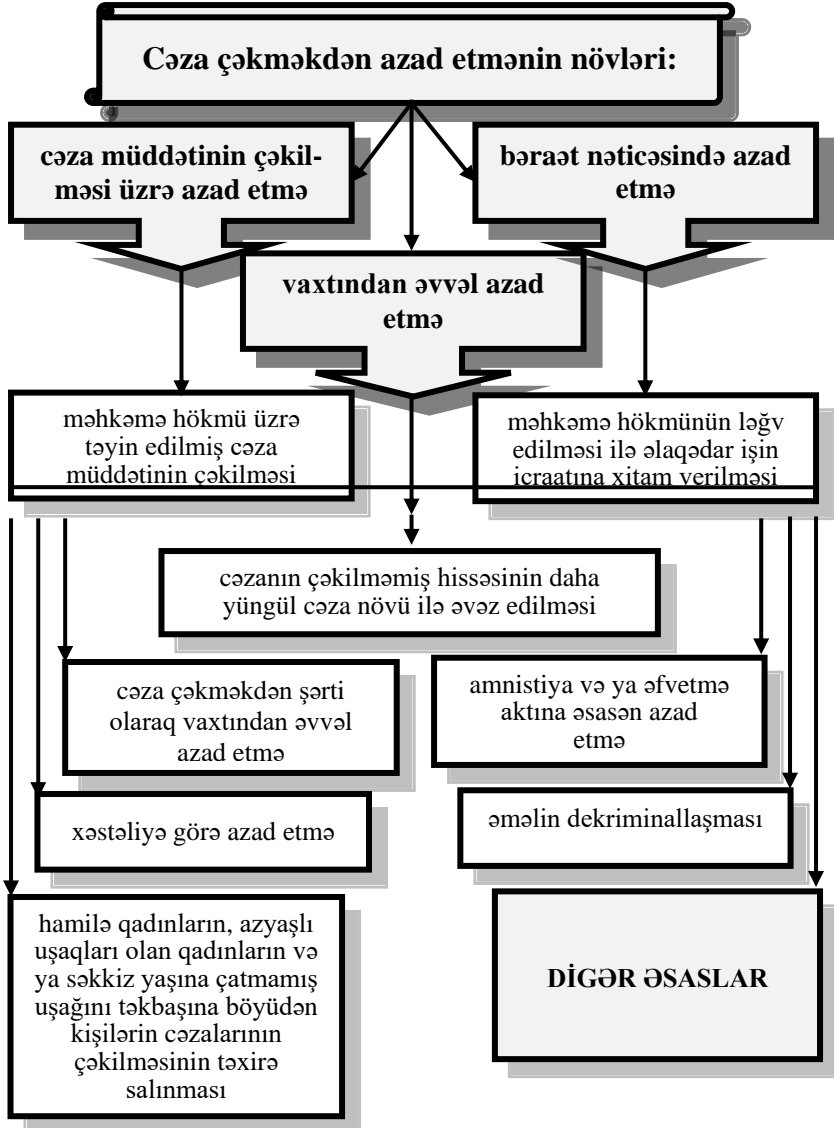 Cəza çəkməkdən azad etmənin növləri:
cəza müddətinin çəkil-
məsi üzrə azad etmə
bəraət nəticəsində azad
etmə
vaxtından əvvəl azad
etmə
məhkəmə hökmü üzrə
təyin edilmiş cəza
müddətinin çəkilməsi
məhkəmə hökmünün ləğv
edilməsi ilə əlaqədar işin
icraatına xitam verilməsi
cəzanın çəkilməmiş hissəsinin daha
yüngül cəza növü ilə əvəz edilməsi
cəza çəkməkdən şərti
olaraq vaxtından əvvəl
azad etmə
amnistiya və ya əfvetmə
aktına əsasən azad
etmə
xəstəliyə görə azad etmə
əməlin dekriminallaşması
hamilə qadınların, azyaşlı
uşaqları olan qadınların və
ya səkkiz yaşına çatmamış
uşağını təkbaşına böyüdən
kişilərin cəzalarının
çəkilməsinin təxirə
salınması
DİGƏR ƏSASLAR